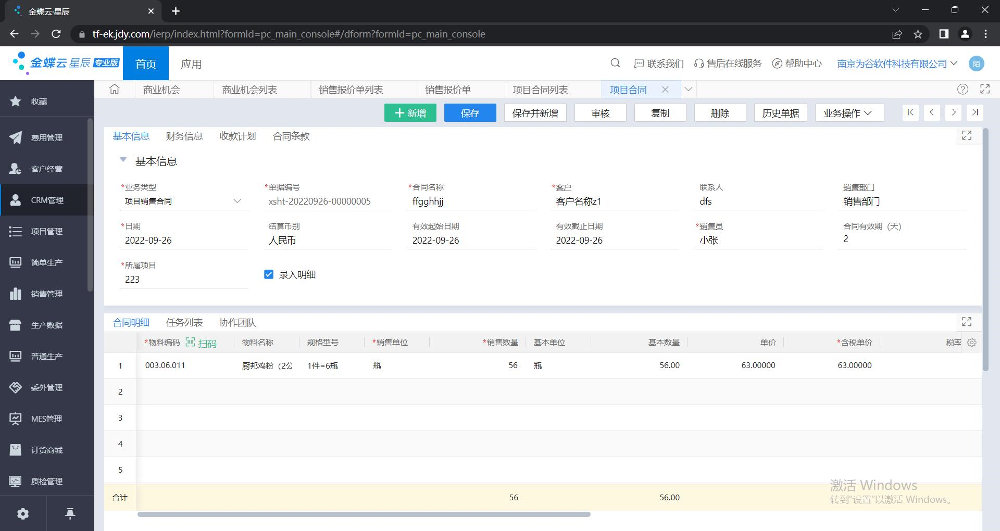 金蝶云·星辰
tf-ek.jdy.com/ierp/index.html?formId=pc_main_console#/dform?formId=pc_main_console
金蝶云 星辰 专业版 首页 应用 联系我们 售后在线服务 帮助中心 南京为谷软件科技有限公司 陌
商业机会 商业机会列表 销售报价单列表 销售报价单 项目合同列表 项目合同
新增 保存 保存并新增 审核 复制 删除 历史单据 业务操作
收藏
费用管理
客户经营
CRM管理
项目管理
简单生产
销售管理
生产数据
普通生产
委外管理
MES管理
订货商城
质检管理
基本信息 财务信息 收款计划 合同条款
基本信息
*业务类型 *单据编号 *合同名称 *客户 联系人 销售部门
项目销售合同 xsht-20220926-00000005 ffgghhjj 客户名称z1 dfs 销售部门
*日期 结算币别 有效起始日期 有效截止日期 *销售员 合同有效期（天）
2022-09-26 人民币 2022-09-26 2022-09-26 小张 2
*所属项目
223 录入明细
合同明细 任务列表 协作团队
*物料编码 扫码 物料名称 规格型号 *销售单位 *销售数量 基本单位 基本数量 单价 *含税单价 税率
1 003.06.011 厨邦鸡粉（2公 1件=6瓶 瓶 56 瓶 56.00 63.00000 63.00000
2
3
4
5
合计 56 56.00
激活 Windows
转到"设置"以激活 Windows。